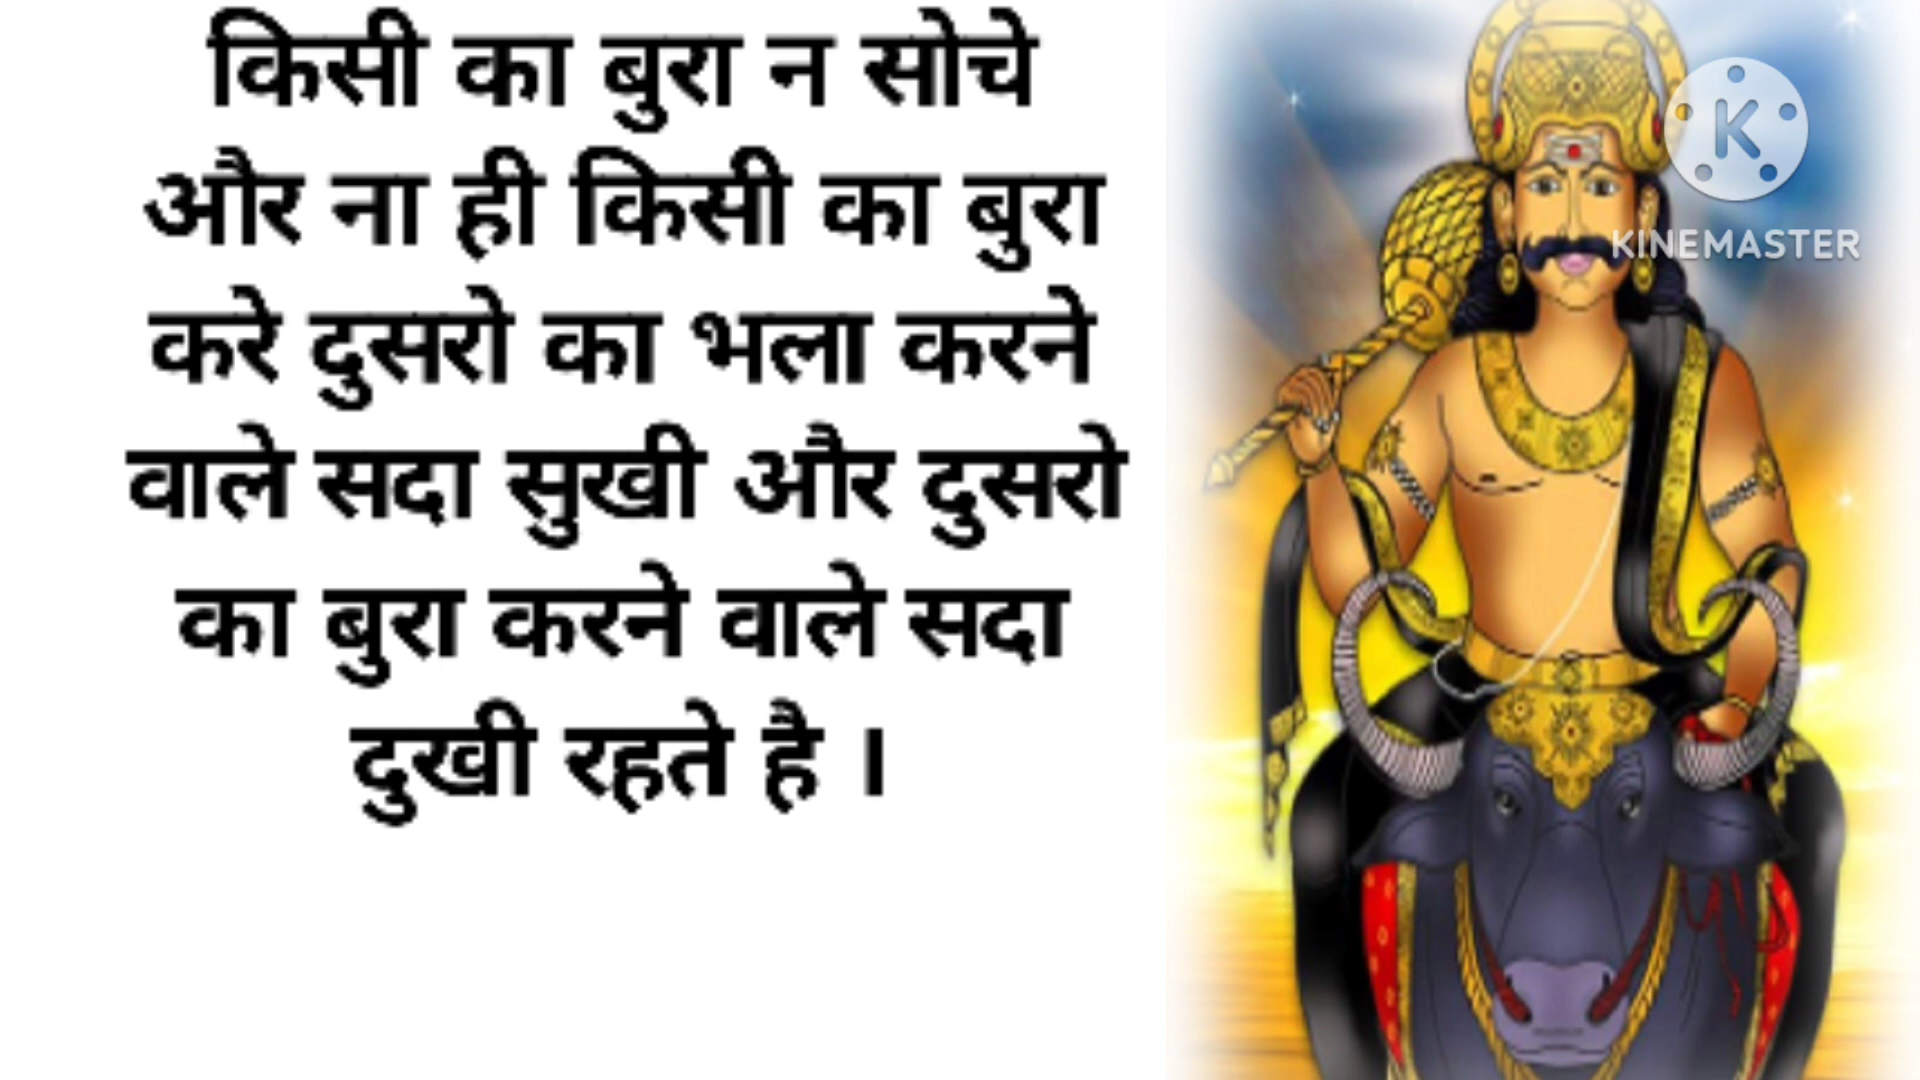 किसी का बुरा न सोचे
और ना ही किसी का बुरा
करे दुसरो का भला करने
वाले सदा सुखी और दुसरो
का बुरा करने वाले सदा
दुखी रहते है ।
K
KINEMASTER